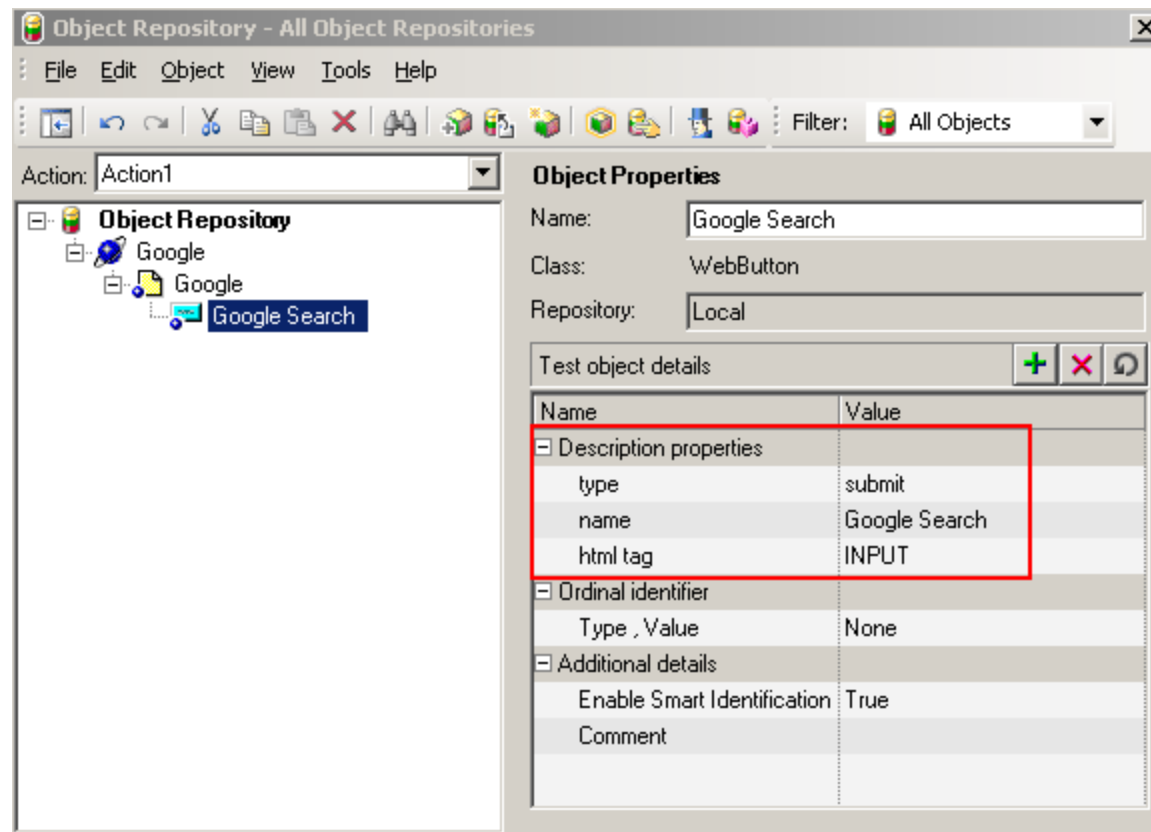 Object Repository - All Object Repositories
File Edit Object View Tools Help
Filter: All Objects
Action: Action1
Object Repository
Google
Google
Google Search
Object Properties
Name: Google Search
Class: WebButton
Repository: Local
Test object details
Name Value
Description properties
type submit
name Google Search
html tag INPUT
Ordinal identifier
Type , Value None
Additional details
Enable Smart Identification True
Comment